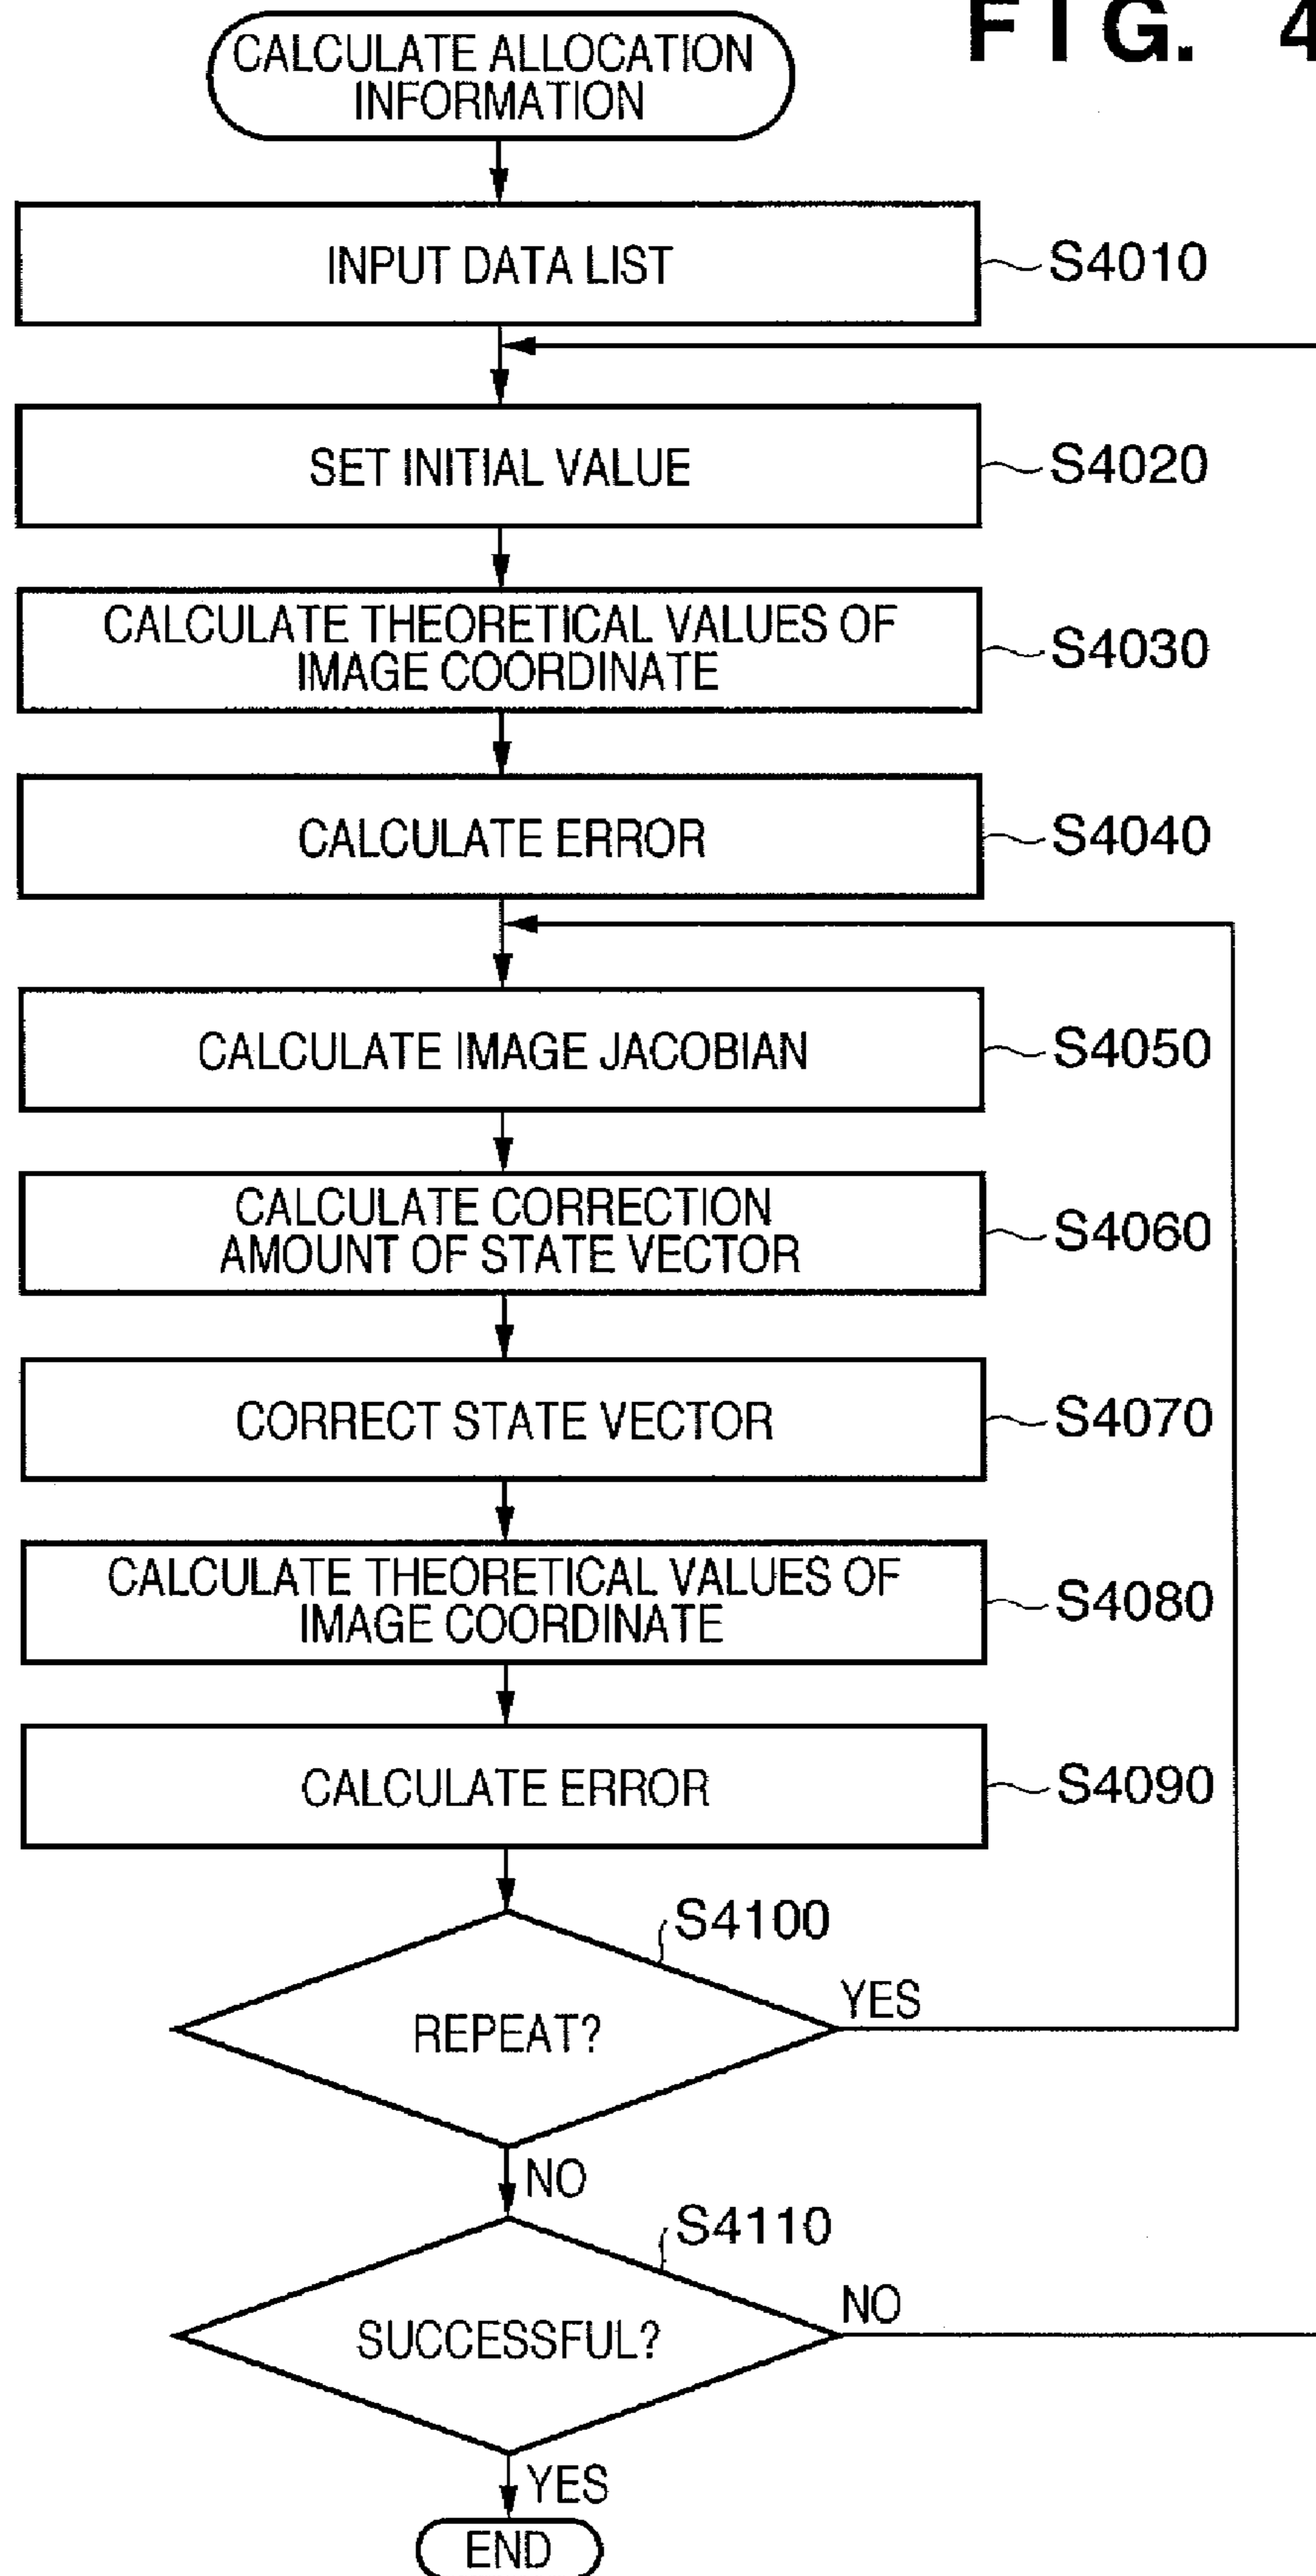 FIG. 4
CALCULATE ALLOCATION
INFORMATION
INPUT DATA LIST
S4010
SET INITIAL VALUE
S4020
CALCULATE THEORETICAL VALUES OF
IMAGE COORDINATE
S4030
CALCULATE ERROR
S4040
CALCULATE IMAGE JACOBIAN
S4050
CALCULATE CORRECTION
AMOUNT OF STATE VECTOR
S4060
CORRECT STATE VECTOR
S4070
CALCULATE THEORETICAL VALUES OF
IMAGE COORDINATE
S4080
CALCULATE ERROR
S4090
S4100
REPEAT?
YES
NO
S4110
SUCCESSFUL?
NO
YES
END